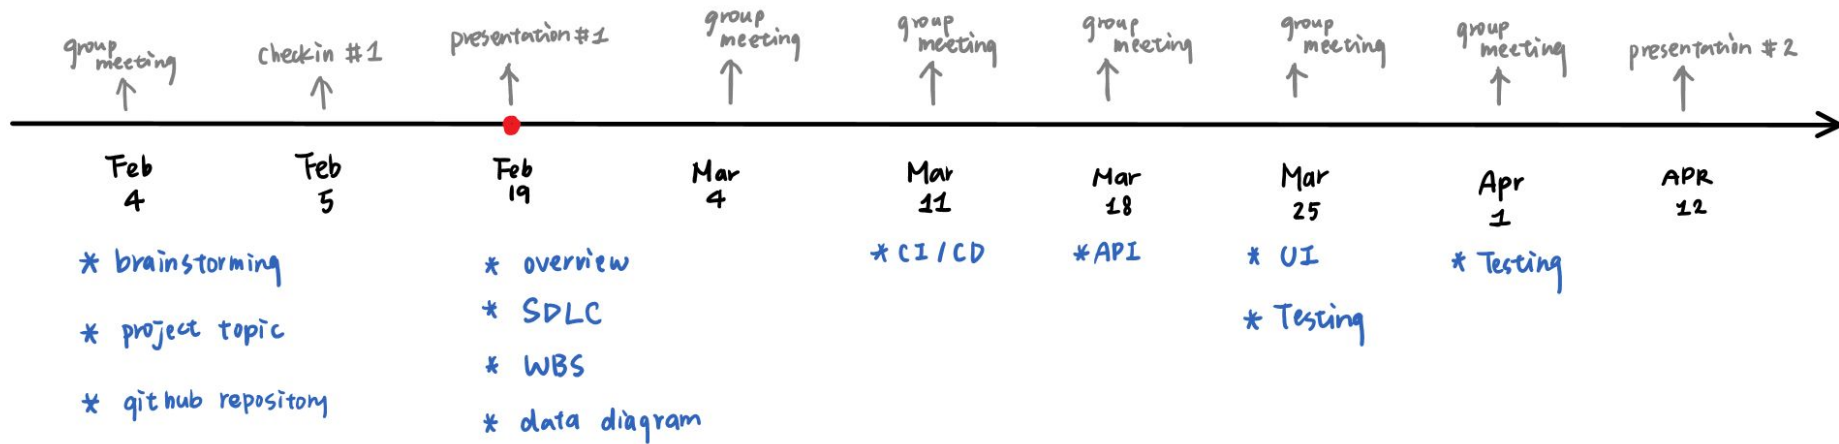 group
meeting
checkin #1
presentation #1
group
meeting
group
meeting
group
meeting
group
meeting
group
meeting
presentation #2
Feb
4
Feb
5
Feb
19
Mar
4
Mar
11
Mar
18
Mar
25
Apr
1
APR
12
* brainstorming
* project topic
* github repository
* overview
* SDLC
* WBS
* data diagram
* CI/CD
* API
* UI
* Testing
* Testing